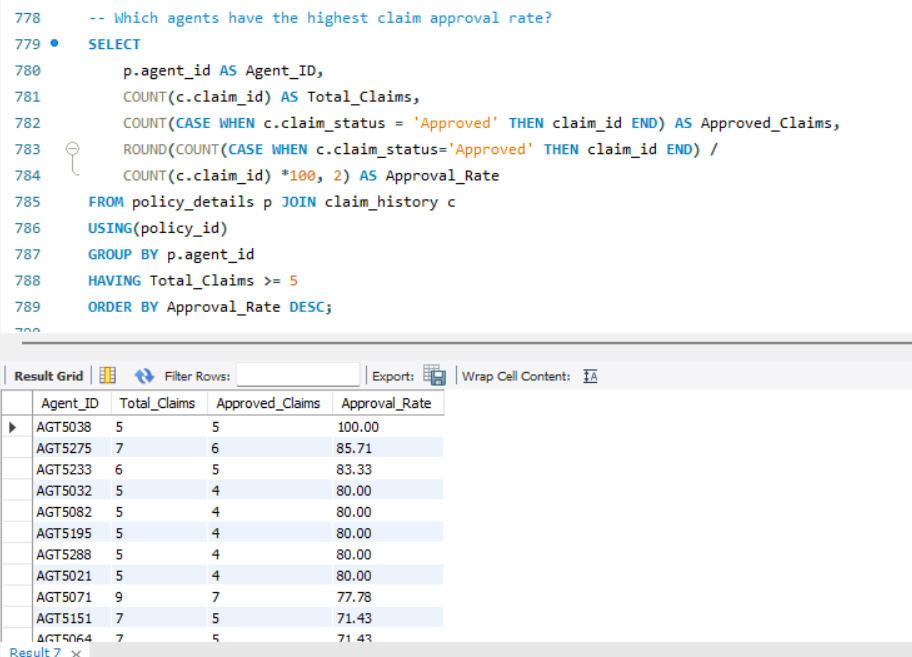 778 -- Which agents have the highest claim approval rate?
779 SELECT
780 p.agent_id AS Agent_ID,
781 COUNT(c.claim_id) AS Total_Claims,
782 COUNT(CASE WHEN c.claim_status = 'Approved' THEN claim_id END) AS Approved_Claims,
783 ROUND(COUNT(CASE WHEN c.claim_status='Approved' THEN claim_id END) /
784 COUNT(c.claim_id) *100, 2) AS Approval_Rate
785 FROM policy_details p JOIN claim_history c
786 USING(policy_id)
787 GROUP BY p.agent_id
788 HAVING Total_Claims >= 5
789 ORDER BY Approval_Rate DESC;
Result Grid Filter Rows: Export: Wrap Cell Content:
Agent_ID Total_Claims Approved_Claims Approval_Rate
AGT5038 5 5 100.00
AGT5275 7 6 85.71
AGT5233 6 5 83.33
AGT5032 5 4 80.00
AGT5082 5 4 80.00
AGT5195 5 4 80.00
AGT5288 5 4 80.00
AGT5021 5 4 80.00
AGT5071 9 7 77.78
AGT5151 7 5 71.43
AGT5064 7 5 71.43
Result 7